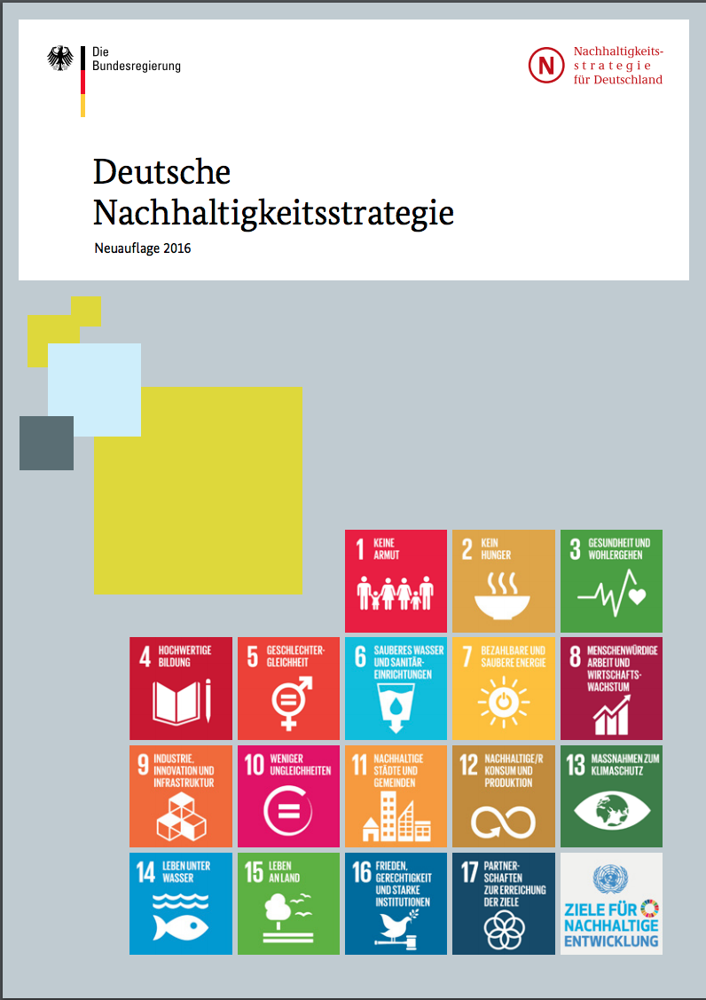 Die
Bundesregierung
N
Nachhaltigkeits-
strategie
für Deutschland
Deutsche
Nachhaltigkeitsstrategie
Neuauflage 2016
1 KEINE
ARMUT
2 KEIN
HUNGER
3 GESUNDHEIT UND
WOHLERGEHEN
4 HOCHWERTIGE
BILDUNG
5 GESCHLECHTER-
GLEICHHEIT
6 SAUBERES WASSER
UND SANITÄR-
EINRICHTUNGEN
7 BEZAHLBARE UND
SAUBERE ENERGIE
8 MENSCHENWÜRDIGE
ARBEIT UND
WIRTSCHAFTS-
WACHSTUM
9 INDUSTRIE,
INNOVATION UND
INFRASTRUKTUR
10 WENIGER
UNGLEICHHEITEN
11 NACHHALTIGE
STÄDTE UND
GEMEINDEN
12 NACHHALTIGE/R
KONSUM UND
PRODUKTION
13 MASSNAHMEN ZUM
KLIMASCHUTZ
14 LEBEN UNTER
WASSER
15 LEBEN
AN LAND
16 FRIEDEN,
GERECHTIGKEIT
UND STARKE
INSTITUTIONEN
17 PARTNER-
SCHAFTEN
ZUR ERREICHUNG
DER ZIELE
ZIELE FÜR
NACHHALTIGE
ENTWICKLUNG